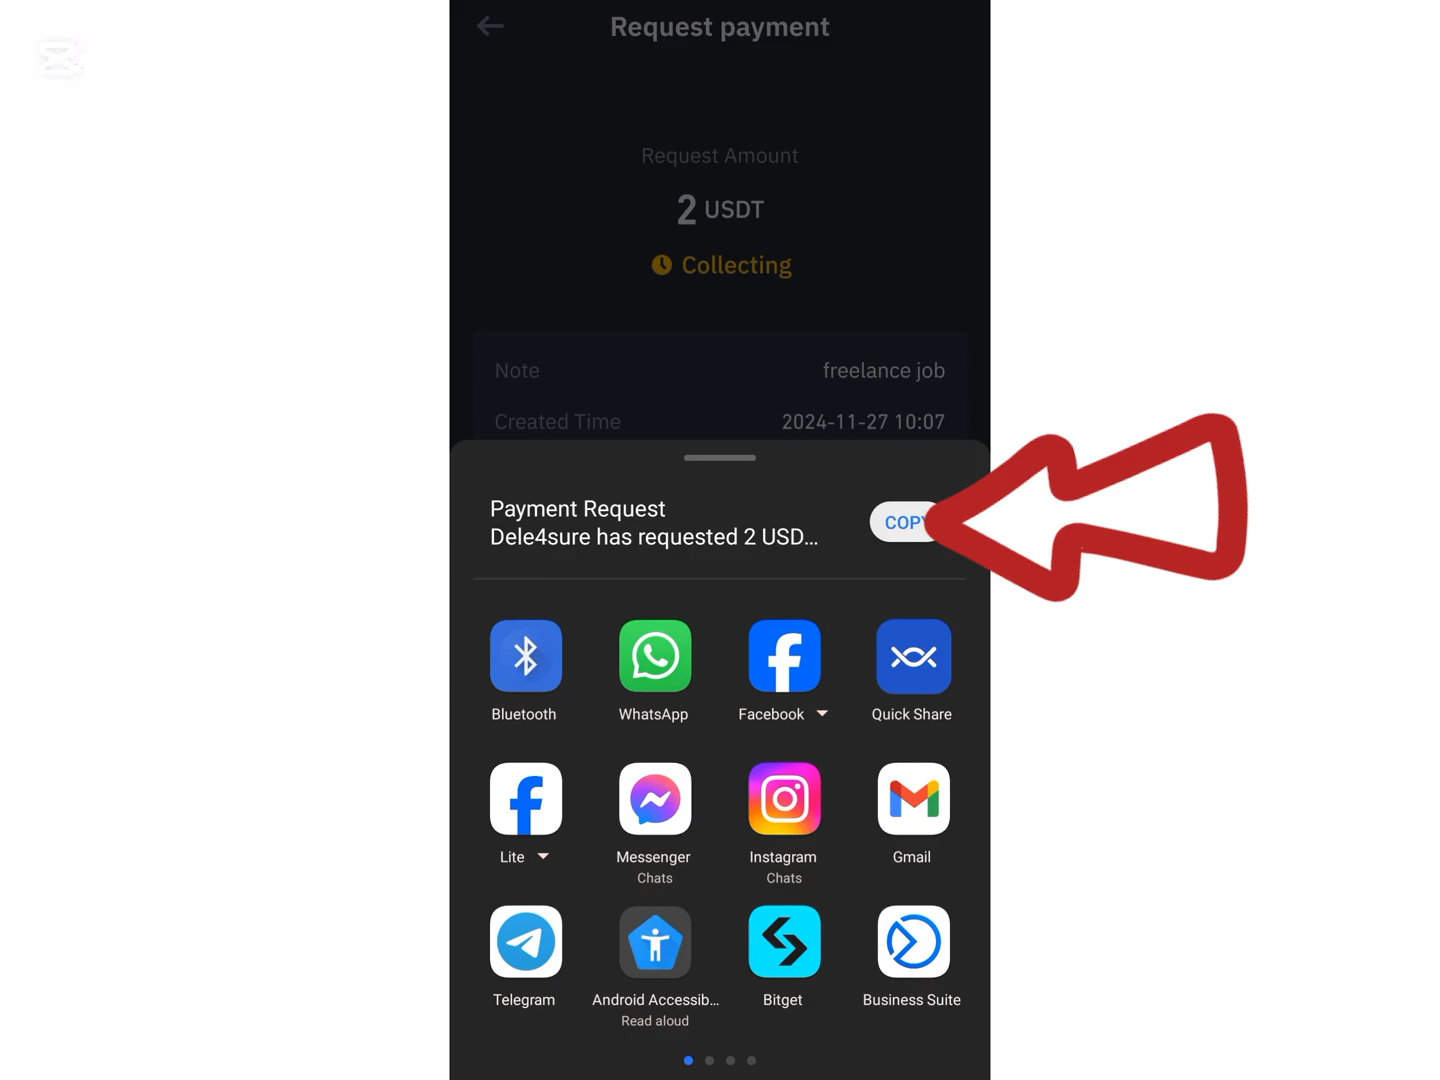 Request payment
Request Amount
2 USDT
Collecting
Note freelance job
Created Time 2024-11-27 10:07
Payment Request
Dele4sure has requested 2 USD...
COPY
Bluetooth
WhatsApp
Facebook
Quick Share
Lite
Messenger
Chats
Instagram
Chats
Gmail
Telegram
Android Accessib...
Read aloud
Bitget
Business Suite